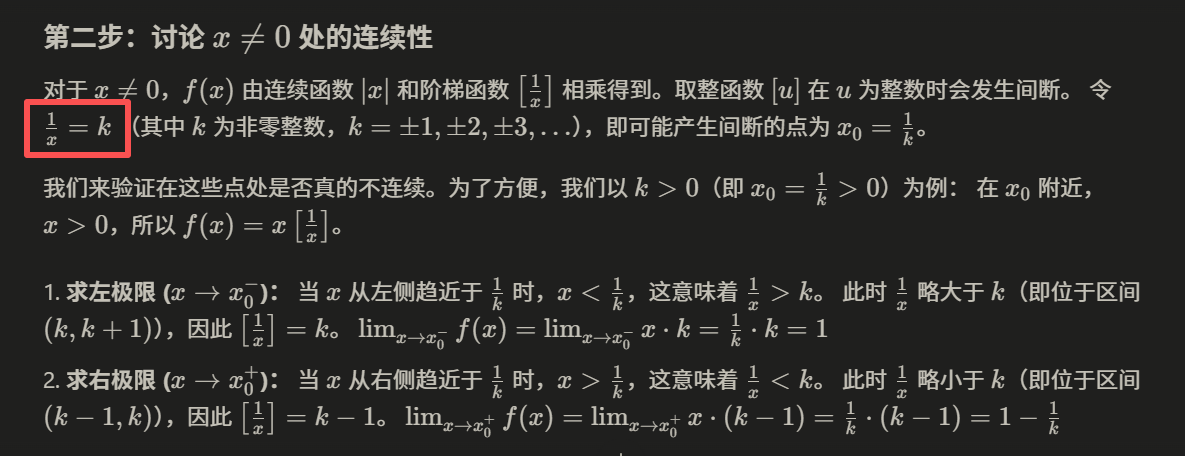 第二步：讨论 x ≠ 0 处的连续性
对于 x ≠ 0，f(x) 由连续函数 |x| 和阶梯函数 [1/x] 相乘得到。取整函数 [u] 在 u 为整数时会发生间断。 令
1/x = k（其中 k 为非零整数，k = ±1, ±2, ±3, …），即可能产生间断的点为 x₀ = 1/k。
我们来验证在这些点处是否真的不连续。为了方便，我们以 k > 0（即 x₀ = 1/k > 0）为例： 在 x₀ 附近，
x > 0，所以 f(x) = x [1/x]。
1. 求左极限 (x → x₀⁻)： 当 x 从左侧趋近于 1/k 时，x < 1/k，这意味着 1/x > k。 此时 1/x 略大于 k（即位于区间
(k, k + 1)），因此 [1/x] = k。 lim_{x→x₀⁻} f(x) = lim_{x→x₀⁻} x · k = 1/k · k = 1
2. 求右极限 (x → x₀⁺)： 当 x 从右侧趋近于 1/k 时，x > 1/k，这意味着 1/x < k。 此时 1/x 略小于 k（即位于区间
(k − 1, k)），因此 [1/x] = k − 1。 lim_{x→x₀⁺} f(x) = lim_{x→x₀⁺} x · (k − 1) = 1/k · (k − 1) = 1 − 1/k